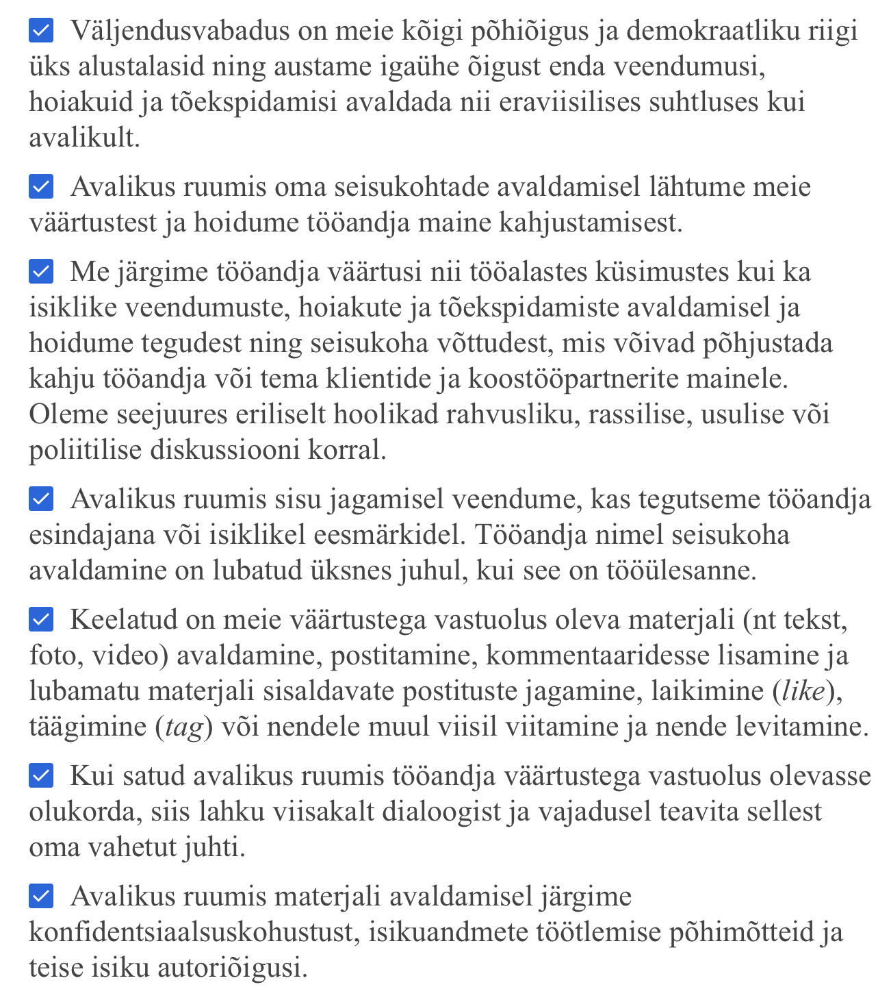 Väljendusvabadus on meie kõigi põhiõigus ja demokraatliku riigi
üks alustalasid ning austame igaühe õigust enda veendumusi,
hoiakuid ja tõekspidamisi avaldada nii eraviisilises suhtluses kui
avalikult.
Avalikus ruumis oma seisukohtade avaldamisel lähtume meie
väärtustest ja hoidume tööandja maine kahjustamisest.
Me järgime tööandja väärtusi nii tööalastes küsimustes kui ka
isiklike veendumuste, hoiakute ja tõekspidamiste avaldamisel ja
hoidume tegudest ning seisukoha võttudest, mis võivad põhjustada
kahju tööandja või tema klientide ja koostööpartnerite mainele.
Oleme seejuures eriliselt hoolikad rahvusliku, rassilise, usulise või
poliitilise diskussiooni korral.
Avalikus ruumis sisu jagamisel veendume, kas tegutseme tööandja
esindajana või isiklikel eesmärkidel. Tööandja nimel seisukoha
avaldamine on lubatud üksnes juhul, kui see on tööülesanne.
Keelatud on meie väärtustega vastuolus oleva materjali (nt tekst,
foto, video) avaldamine, postitamine, kommentaaridesse lisamine ja
lubamatu materjali sisaldavate postituste jagamine, laikimine (like),
täägimine (tag) või nendele muul viisil viitamine ja nende levitamine.
Kui satud avalikus ruumis tööandja väärtustega vastuolus olevasse
olukorda, siis lahku viisakalt dialoogist ja vajadusel teavita sellest
oma vahetut juhti.
Avalikus ruumis materjali avaldamisel järgime
konfidentsiaalsuskohustust, isikuandmete töötlemise põhimõtteid ja
teise isiku autoriõigusi.